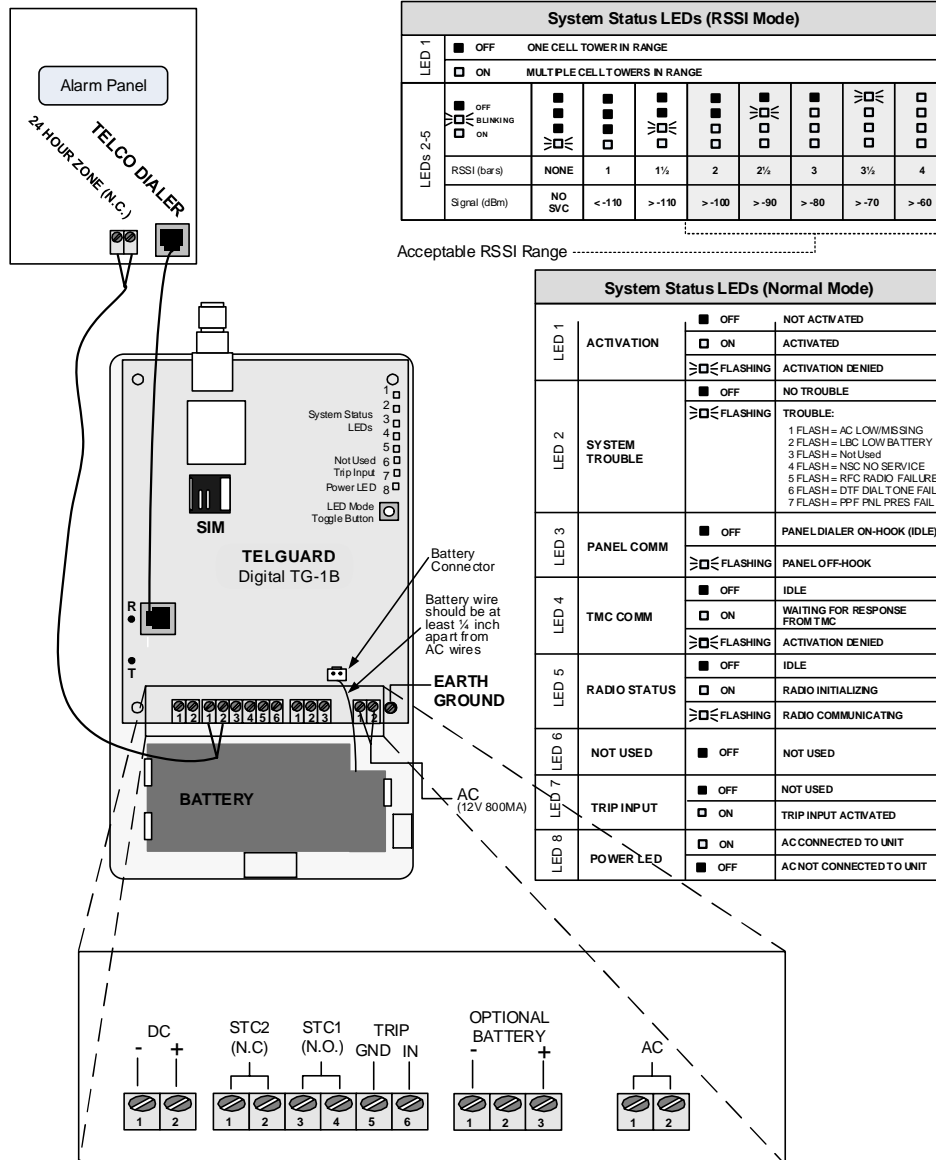 Alarm Panel
TELCO DIALER
24 HOUR ZONE (N.C.)
System Status LEDs (RSSI Mode)
LED 1
OFF ONE CELL TOWER IN RANGE
ON MULTIPLE CELL TOWERS IN RANGE
LEDs 2-5
OFF
BLINKING
ON
RSSI (bars) NONE 1 1½ 2 2½ 3 3½ 4
Signal (dBm) NO SVC < -110 > -110 > -100 > -90 > -80 > -70 > -60
Acceptable RSSI Range
System Status LEDs (Normal Mode)
LED 1 ACTIVATION
OFF NOT ACTIVATED
ON ACTIVATED
FLASHING ACTIVATION DENIED
LED 2 SYSTEM TROUBLE
OFF NO TROUBLE
FLASHING TROUBLE:
1 FLASH = AC LOW/MISSING
2 FLASH = LBC LOW BATTERY
3 FLASH = Not Used
4 FLASH = NSC NO SERVICE
5 FLASH = RFC RADIO FAILURE
6 FLASH = DTF DIAL TONE FAIL
7 FLASH = PPF PNL PRES FAIL
LED 3 PANEL COMM
OFF PANEL DIALER ON-HOOK (IDLE)
FLASHING PANEL OFF-HOOK
LED 4 TMC COMM
OFF IDLE
ON WAITING FOR RESPONSE
FROM TMC
FLASHING ACTIVATION DENIED
LED 5 RADIO STATUS
OFF IDLE
ON RADIO INITIALIZING
FLASHING RADIO COMMUNICATING
LED 6 NOT USED
OFF NOT USED
LED 7 TRIP INPUT
OFF NOT USED
ON TRIP INPUT ACTIVATED
LED 8 POWER LED
ON AC CONNECTED TO UNIT
OFF AC NOT CONNECTED TO UNIT
1
2
System Status 3
LEDs 4
5
Not Used 6
Trip Input 7
Power LED 8
LED Mode
Toggle Button
SIM
TELGUARD
Digital TG-1B
Battery
Connector
Battery wire
should be at
least ¼ inch
apart from
AC wires
R
T
EARTH
GROUND
1 2 1 2 3 4 5 6 1 2 3 1 2
BATTERY
AC
(12V 800MA)
DC
- +
STC2
(N.C)
STC1
(N.O.)
TRIP
GND IN
OPTIONAL
BATTERY
- +
AC
1 2 1 2 3 4 5 6 1 2 3 1 2